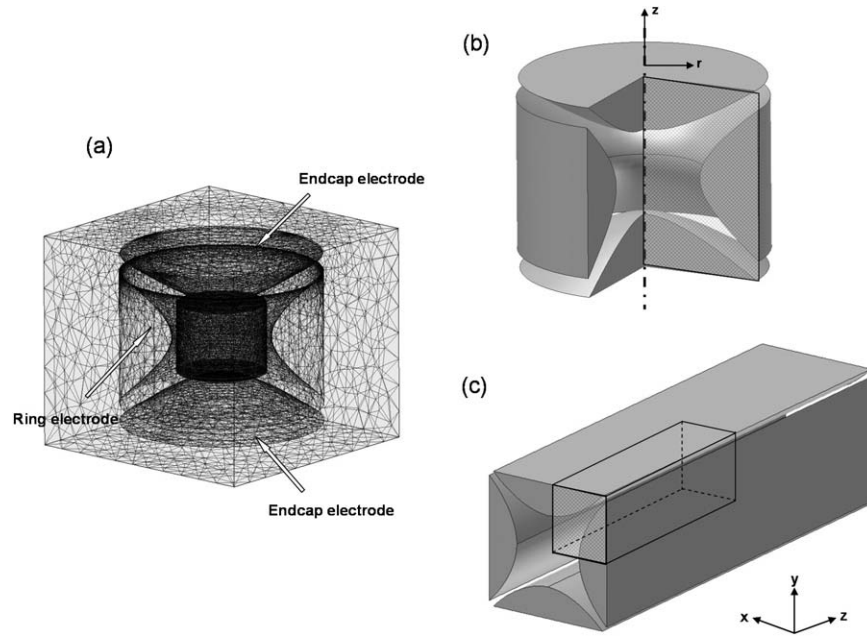 (a)
Endcap electrode
Ring electrode
Endcap electrode
(b)
z
r
(c)
y
x
z